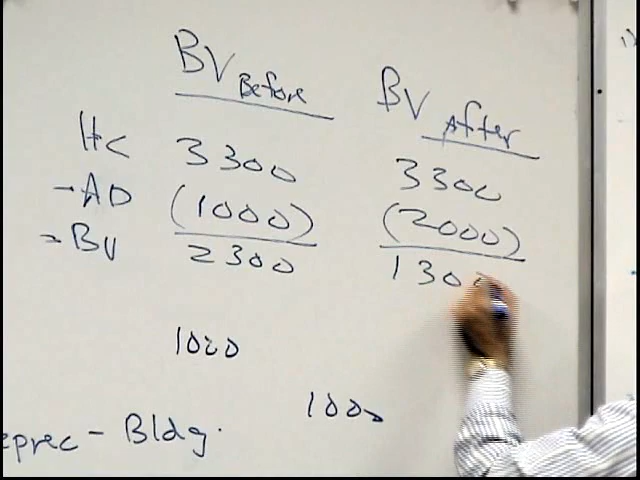 BV Before BV After
HC 3300 3300
- AD (1000) (2000)
= BV 2300 1300
1000
1000
eprec - Bldg.